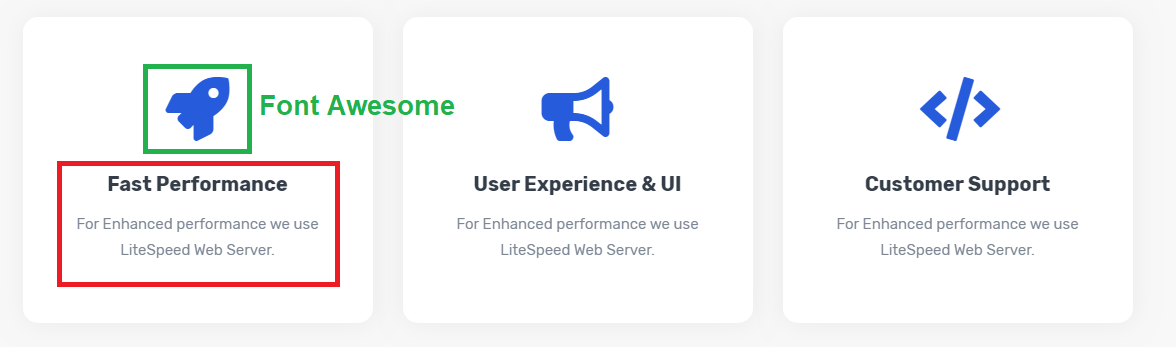 Font Awesome
Fast Performance
For Enhanced performance we use
LiteSpeed Web Server.
User Experience & UI
For Enhanced performance we use
LiteSpeed Web Server.
Customer Support
For Enhanced performance we use
LiteSpeed Web Server.